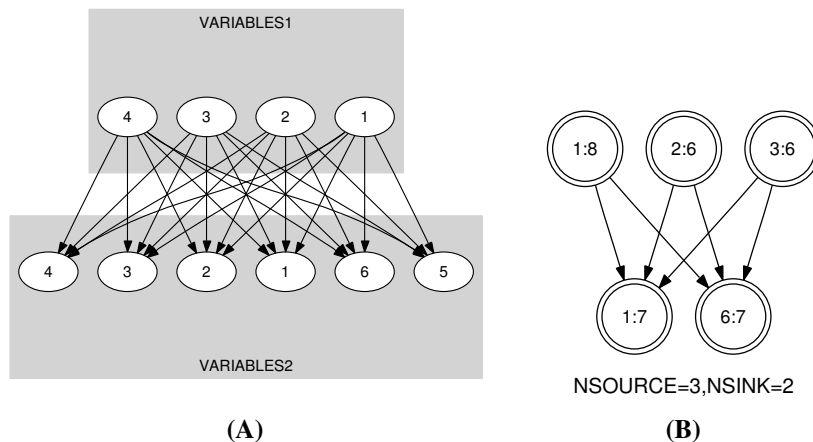 VARIABLES1
4 3 2 1
4 3 2 1 6 5
VARIABLES2
(A)
1:8 2:6 3:6
1:7 6:7
NSOURCE=3,NSINK=2
(B)